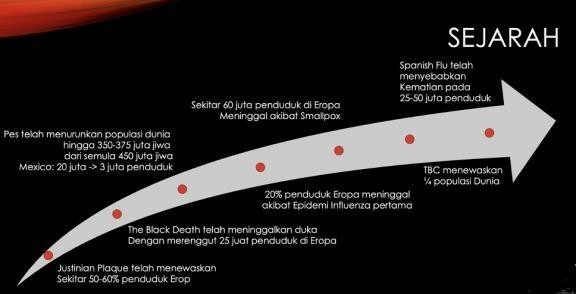 SEJARAH
Spanish Flu telah
menyebabkan
Kematian pada
25-50 juta penduduk
Sekitar 60 juta penduduk di Eropa
Meninggal akibat Smallpox
Pes telah menurunkan populasi dunia
hingga 350-375 juta jiwa
dari semula 450 juta jiwa
Mexico: 20 juta -> 3 juta penduduk
TBC menewaskan
¼ populasi Dunia
20% penduduk Eropa meninggal
akibat Epidemi Influenza pertama
The Black Death telah meninggalkan duka
Dengan merenggut 25 juat penduduk di Eropa
Justinian Plaque telah menewaskan
Sekitar 50-60% penduduk Erop